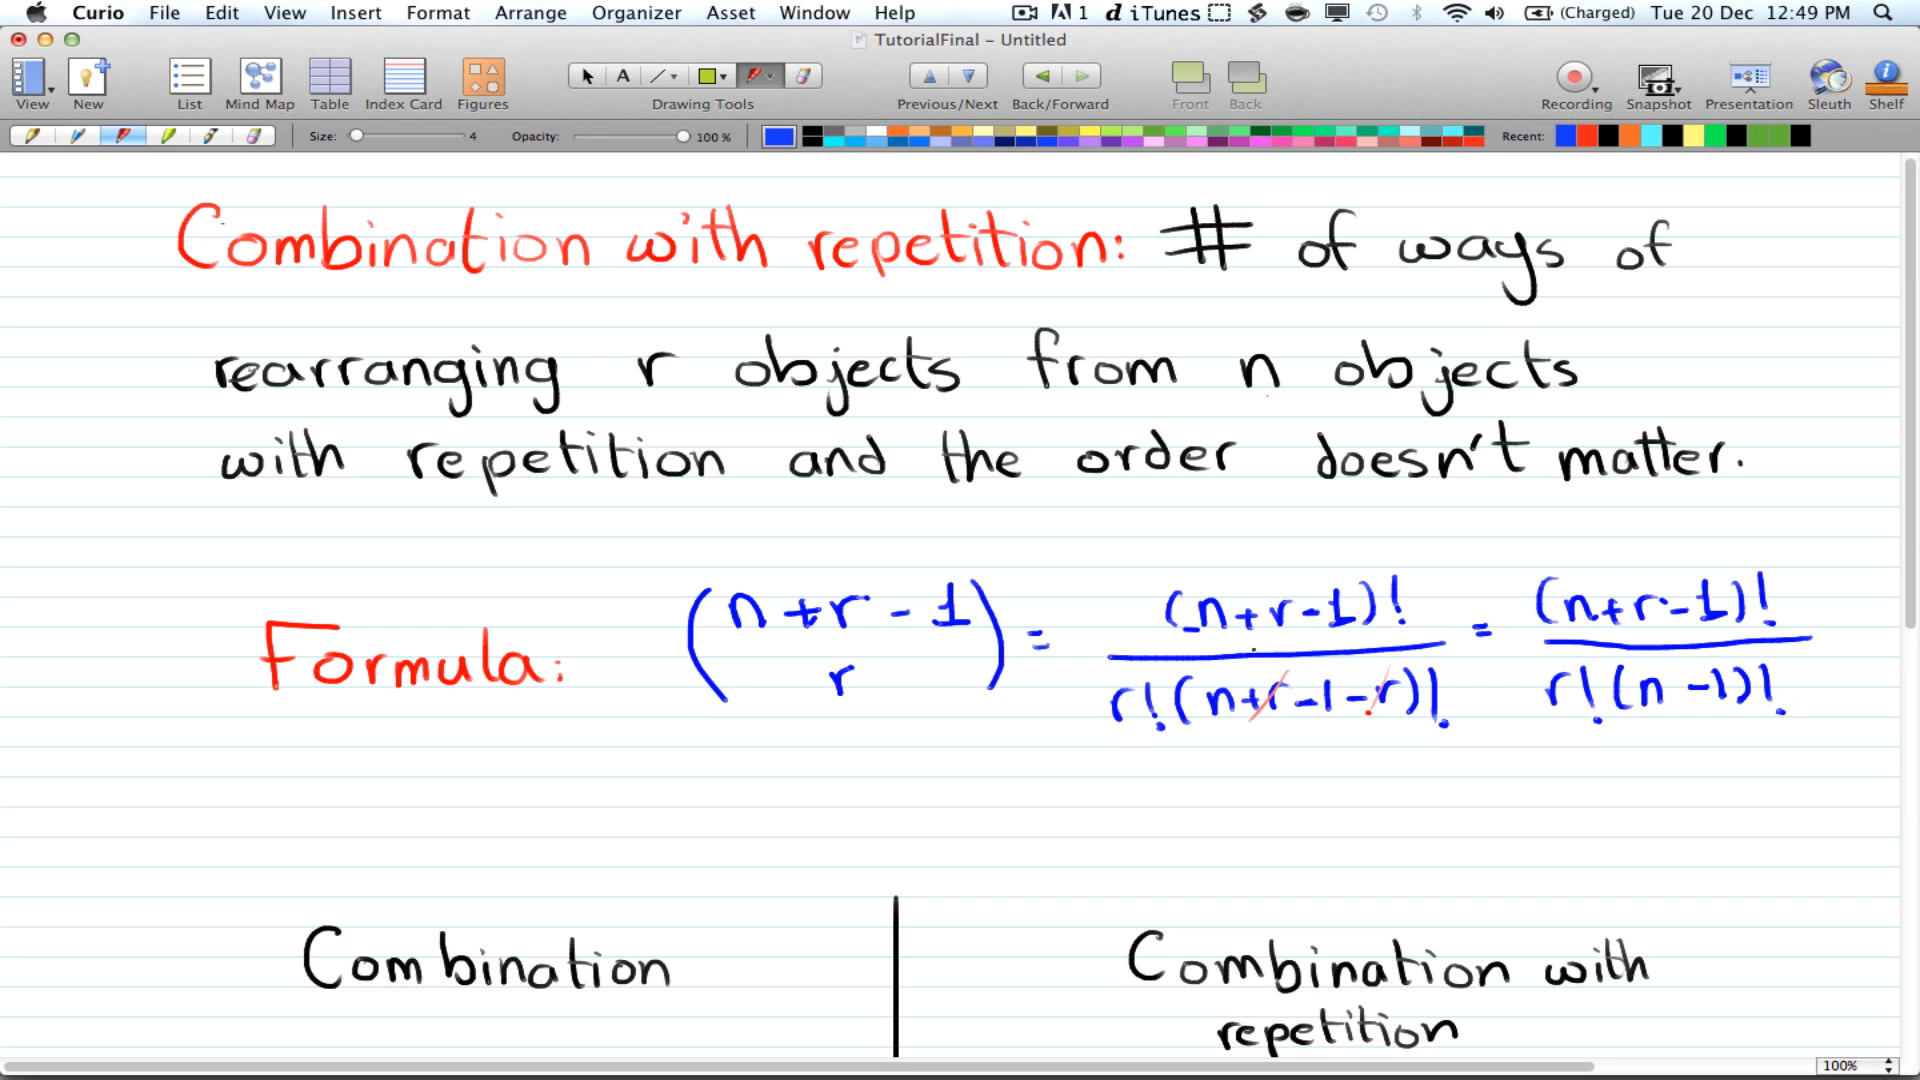 Curio File Edit View Insert Format Arrange Organizer Asset Window Help 1 d iTunes (Charged) Tue 20 Dec 12:49 PM
TutorialFinal – Untitled
View New List Mind Map Table Index Card Figures A Drawing Tools Previous/Next Back/Forward Front Back Recording Snapshot Presentation Sleuth Shelf
Size: 4 Opacity: 100 % Recent:
Combination with repetition: # of ways of
rearranging r objects from n objects
with repetition and the order doesn't matter.
Formula: (n+r-1 r) = (n+r-1)! / r!(n+r-1-r)! = (n+r-1)! / r!(n-1)!
Combination
Combination with
repetition
100%